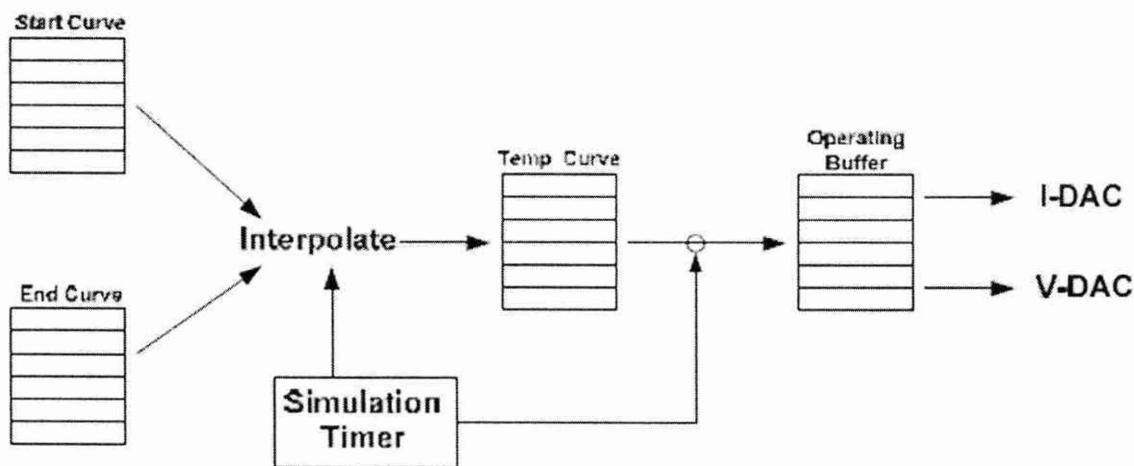 Start Curve
Temp Curve
Operating
Buffer
I-DAC
Interpolate
End Curve
V-DAC
Simulation
Timer